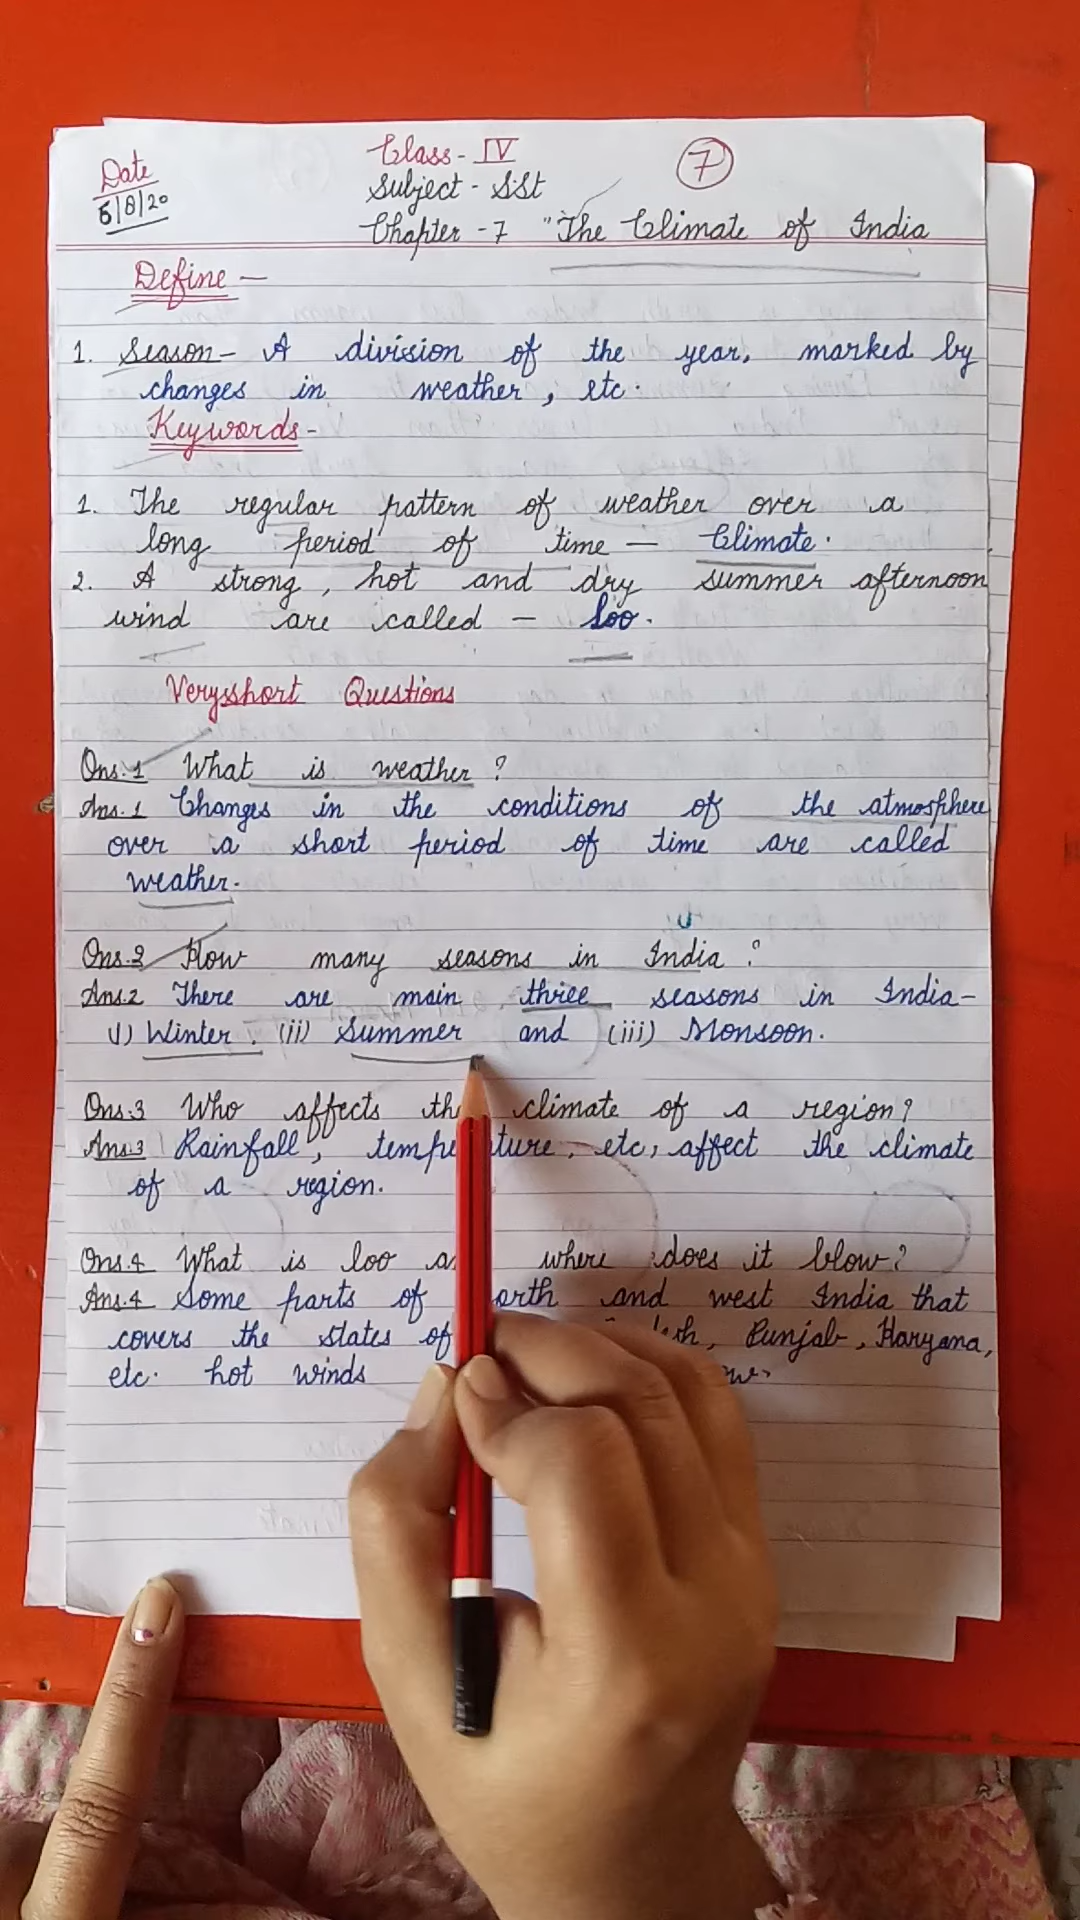 Class - IV
7
Date
6/8/20
Subject - S.St
Chapter - 7 "The Climate of India
Define -
1. Season - A division of the year, marked by
changes in weather, etc.
Keywords -
1. The regular pattern of weather over a
long period of time - Climate.
2. A strong, hot and dry summer afternoon
wind are called - loo.
Very short Questions
Qns.1 What is weather?
Ans.1 Changes in the conditions of the atmosphere
over a short period of time are called
weather.
Qns.2 How many seasons in India?
Ans.2 There are main three seasons in India -
(i) Winter. (ii) Summer and (iii) Monsoon.
Qns.3 Who affects the climate of a region?
Ans.3 Rainfall, temperature, etc, affect the climate
of a region.
Qns.4 What is loo where does it blow?
Ans.4 Some parts of and west India that
covers the states of Punjab, Haryana,
etc. hot winds